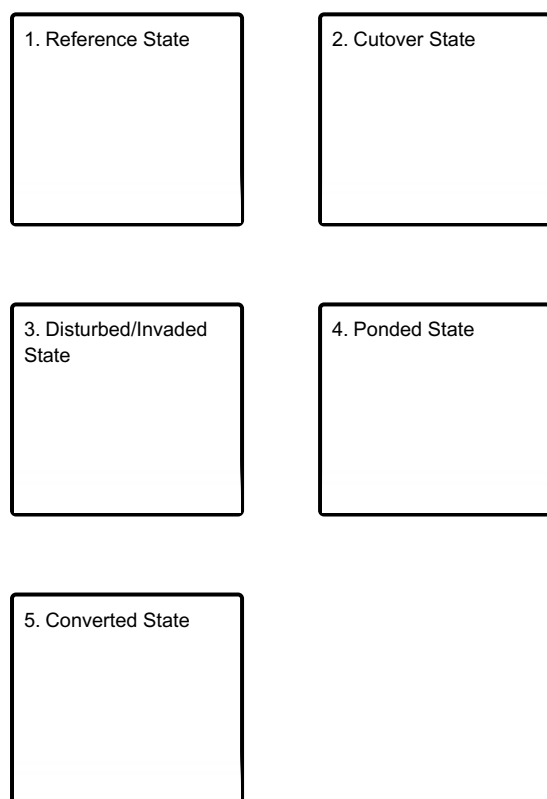 1. Reference State
2. Cutover State
3. Disturbed/Invaded
State
4. Ponded State
5. Converted State